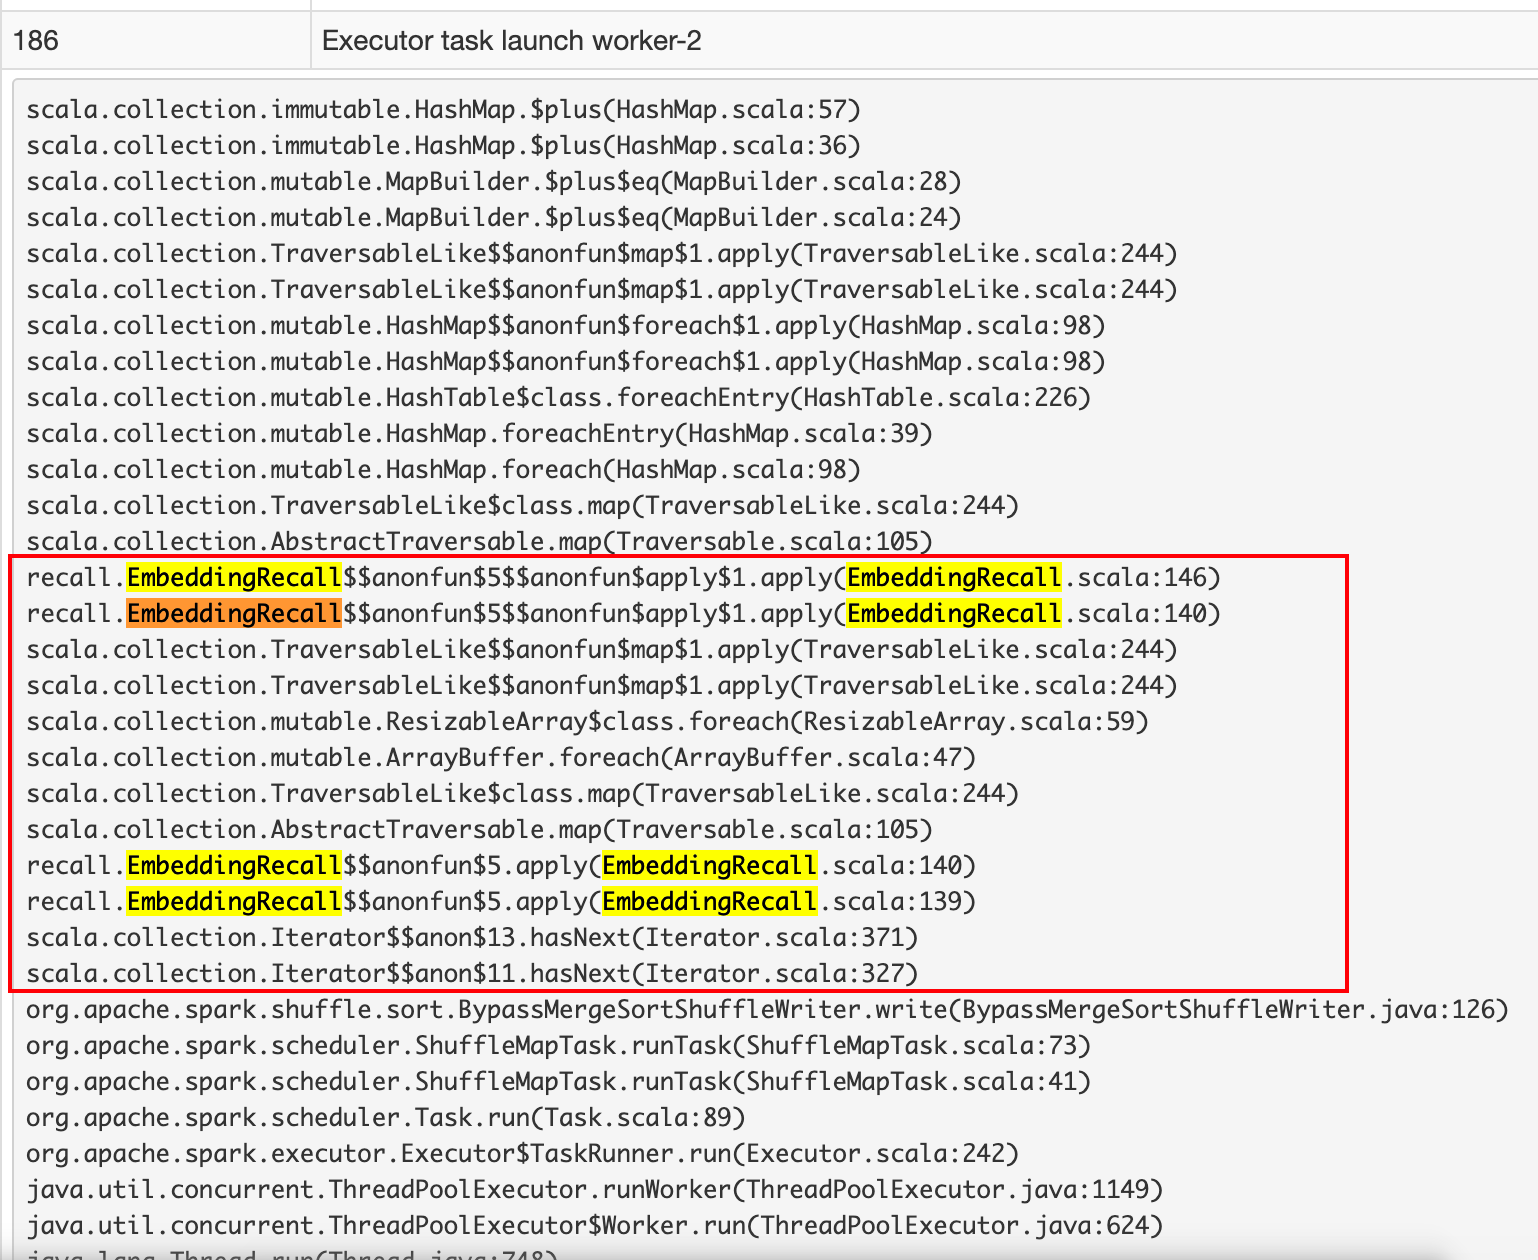 186
Executor task launch worker-2
scala.collection.immutable.HashMap.$plus(HashMap.scala:57)
scala.collection.immutable.HashMap.$plus(HashMap.scala:36)
scala.collection.mutable.MapBuilder.$plus$eq(MapBuilder.scala:28)
scala.collection.mutable.MapBuilder.$plus$eq(MapBuilder.scala:24)
scala.collection.TraversableLike$$anonfun$map$1.apply(TraversableLike.scala:244)
scala.collection.TraversableLike$$anonfun$map$1.apply(TraversableLike.scala:244)
scala.collection.mutable.HashMap$$anonfun$foreach$1.apply(HashMap.scala:98)
scala.collection.mutable.HashMap$$anonfun$foreach$1.apply(HashMap.scala:98)
scala.collection.mutable.HashTable$class.foreachEntry(HashTable.scala:226)
scala.collection.mutable.HashMap.foreachEntry(HashMap.scala:39)
scala.collection.mutable.HashMap.foreach(HashMap.scala:98)
scala.collection.TraversableLike$class.map(TraversableLike.scala:244)
scala.collection.AbstractTraversable.map(Traversable.scala:105)
recall.EmbeddingRecall$$anonfun$5$$anonfun$apply$1.apply(EmbeddingRecall.scala:146)
recall.EmbeddingRecall$$anonfun$5$$anonfun$apply$1.apply(EmbeddingRecall.scala:140)
scala.collection.TraversableLike$$anonfun$map$1.apply(TraversableLike.scala:244)
scala.collection.TraversableLike$$anonfun$map$1.apply(TraversableLike.scala:244)
scala.collection.mutable.ResizableArray$class.foreach(ResizableArray.scala:59)
scala.collection.mutable.ArrayBuffer.foreach(ArrayBuffer.scala:47)
scala.collection.TraversableLike$class.map(TraversableLike.scala:244)
scala.collection.AbstractTraversable.map(Traversable.scala:105)
recall.EmbeddingRecall$$anonfun$5.apply(EmbeddingRecall.scala:140)
recall.EmbeddingRecall$$anonfun$5.apply(EmbeddingRecall.scala:139)
scala.collection.Iterator$$anon$13.hasNext(Iterator.scala:371)
scala.collection.Iterator$$anon$11.hasNext(Iterator.scala:327)
org.apache.spark.shuffle.sort.BypassMergeSortShuffleWriter.write(BypassMergeSortShuffleWriter.java:126)
org.apache.spark.scheduler.ShuffleMapTask.runTask(ShuffleMapTask.scala:73)
org.apache.spark.scheduler.ShuffleMapTask.runTask(ShuffleMapTask.scala:41)
org.apache.spark.scheduler.Task.run(Task.scala:89)
org.apache.spark.executor.Executor$TaskRunner.run(Executor.scala:242)
java.util.concurrent.ThreadPoolExecutor.runWorker(ThreadPoolExecutor.java:1149)
java.util.concurrent.ThreadPoolExecutor$Worker.run(ThreadPoolExecutor.java:624)
java.lang.Thread.run(Thread.java:748)